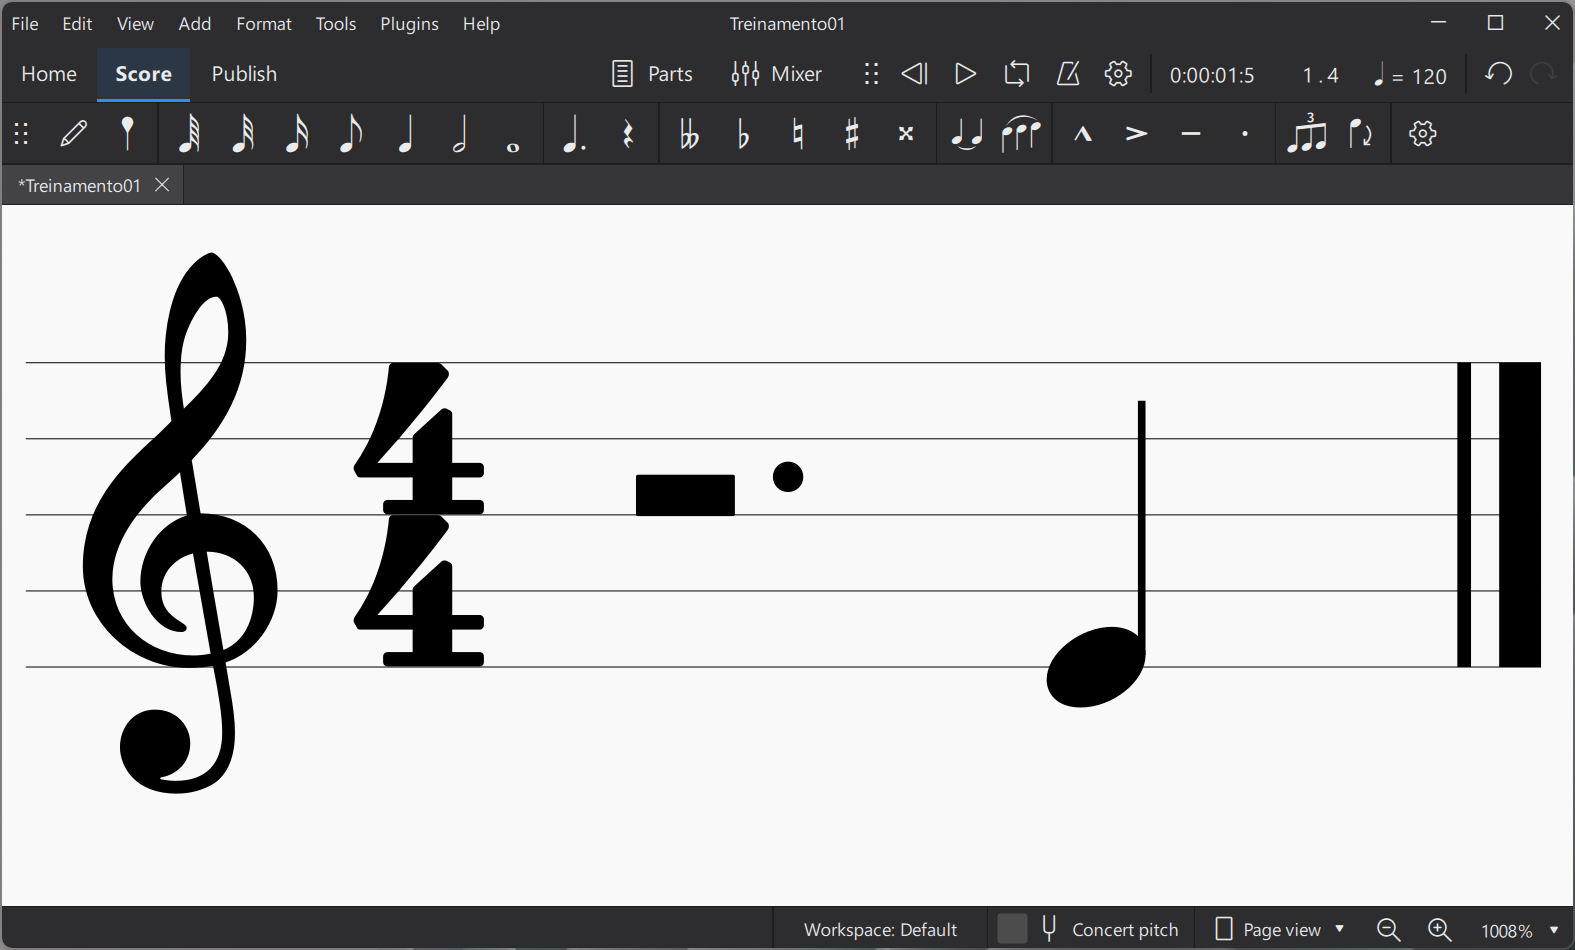 File Edit View Add Format Tools Plugins Help Treinamento01
Home Score Publish Parts Mixer 0:00:01:5 1 . 4 = 120
3
*Treinamento01
4
4
Workspace: Default Concert pitch Page view 1008%